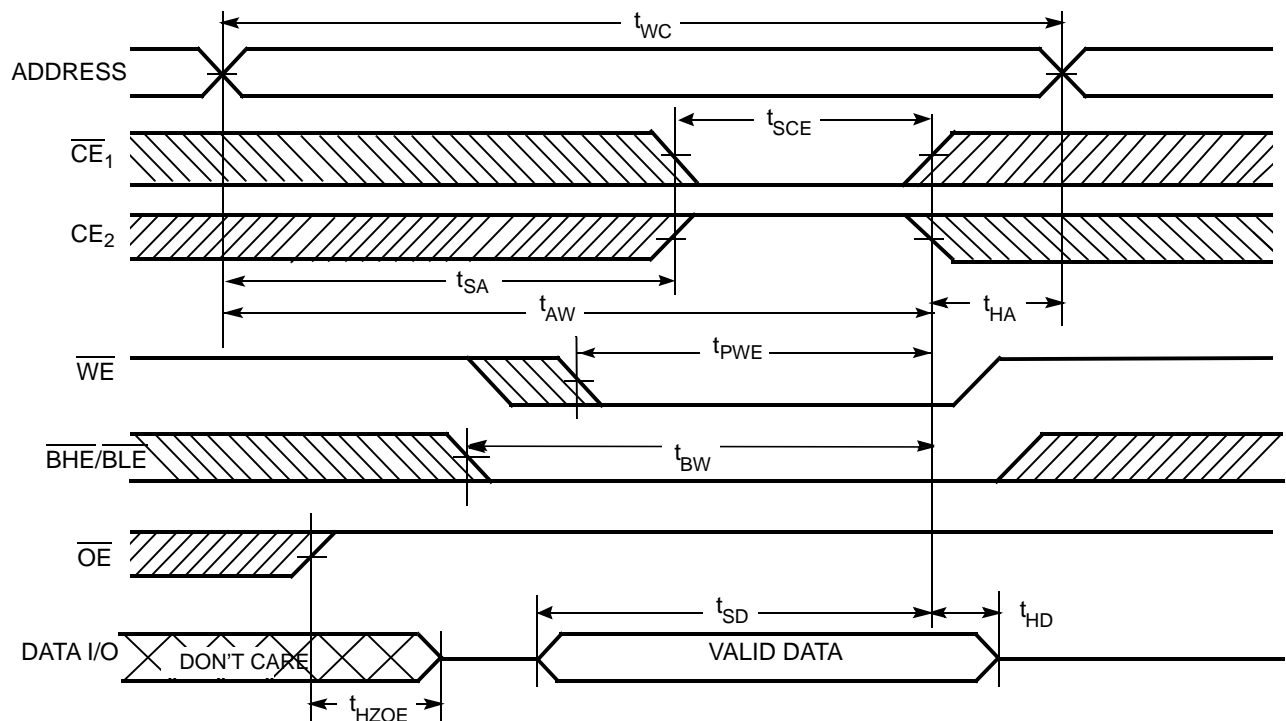 tWC
ADDRESS
tSCE
CE1
CE2
tSA
tAW
tHA
tPWE
WE
BHE/BLE
tBW
OE
tSD
tHD
DATA I/O
DON'T CARE
VALID DATA
tHZOE